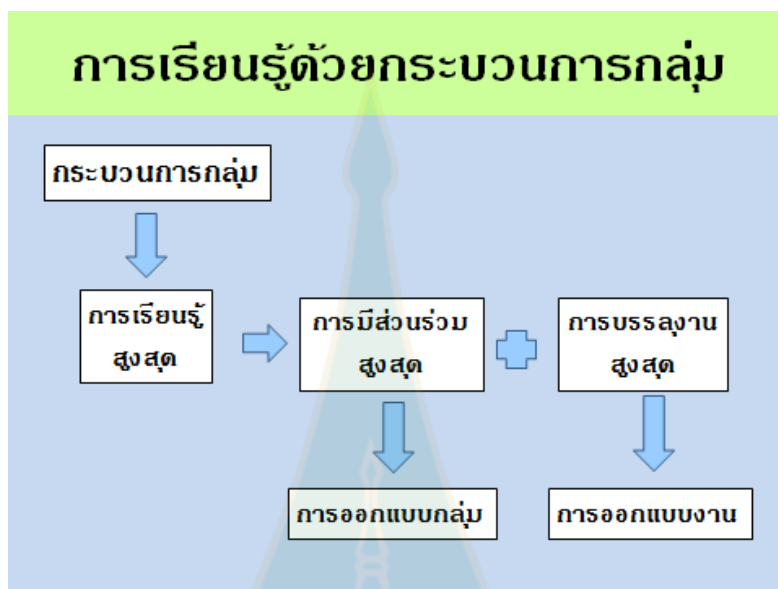 การเรียนรู้ด้วยกระบวนการกลุ่ม
กระบวนการกลุ่ม
การเรียนรู้
สูงสุด
การมีส่วนร่วม
สูงสุด
การบรรลุงาน
สูงสุด
การออกแบบกลุ่ม
การออกแบบงาน